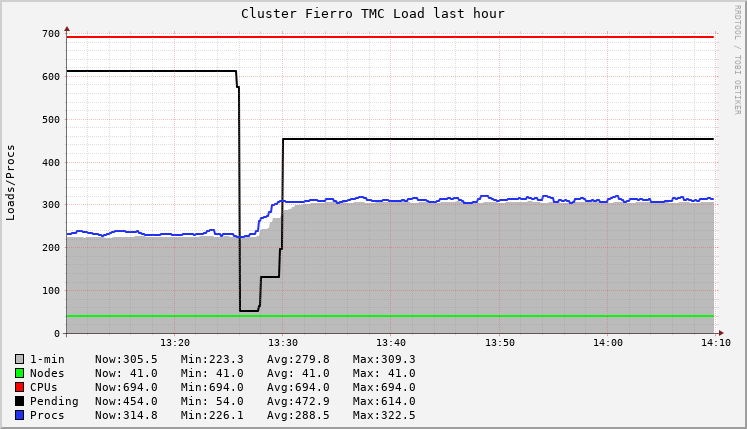 Cluster Fierro TMC Load last hour
RRDTOOL / TOBI OETIKER
Loads/Procs
700
600
500
400
300
200
100
0
13:20 13:30 13:40 13:50 14:00 14:10
1-min Now:305.5 Min:223.3 Avg:279.8 Max:309.3
Nodes Now: 41.0 Min: 41.0 Avg: 41.0 Max: 41.0
CPUs Now:694.0 Min:694.0 Avg:694.0 Max:694.0
Pending Now:454.0 Min: 54.0 Avg:472.9 Max:614.0
Procs Now:314.8 Min:226.1 Avg:288.5 Max:322.5